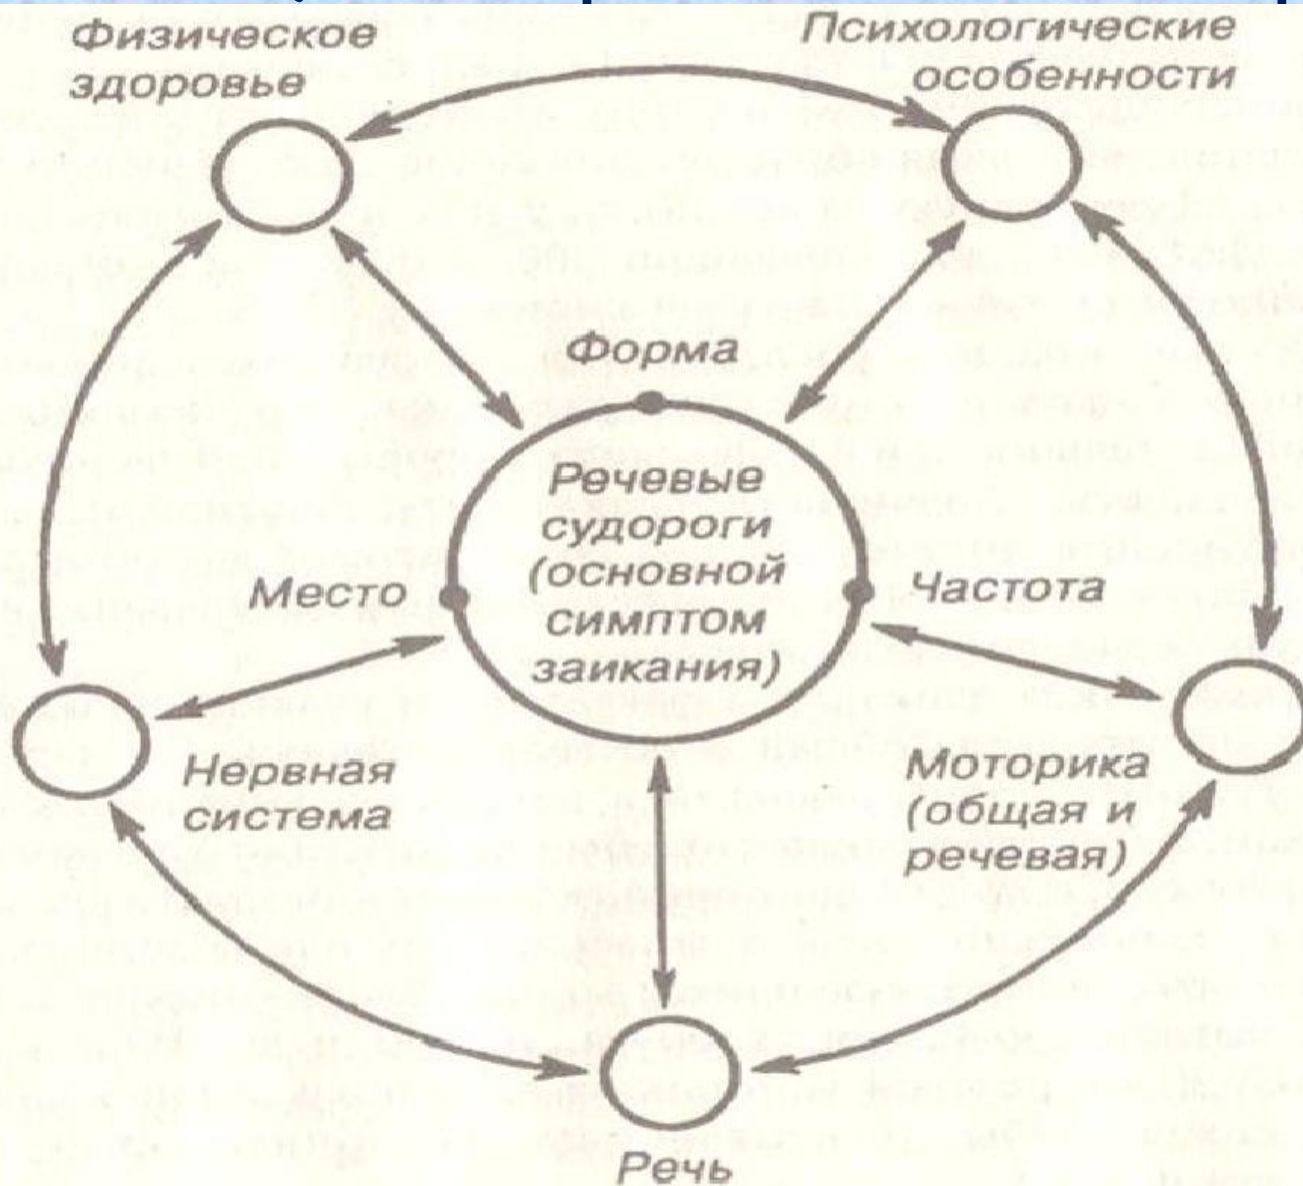 Физическое
здоровье
Психологические
особенности
Форма
Речевые
судороги
(основной
симптом
заикания)
Место
Частота
Нервная
система
Моторика
(общая и
речевая)
Речь